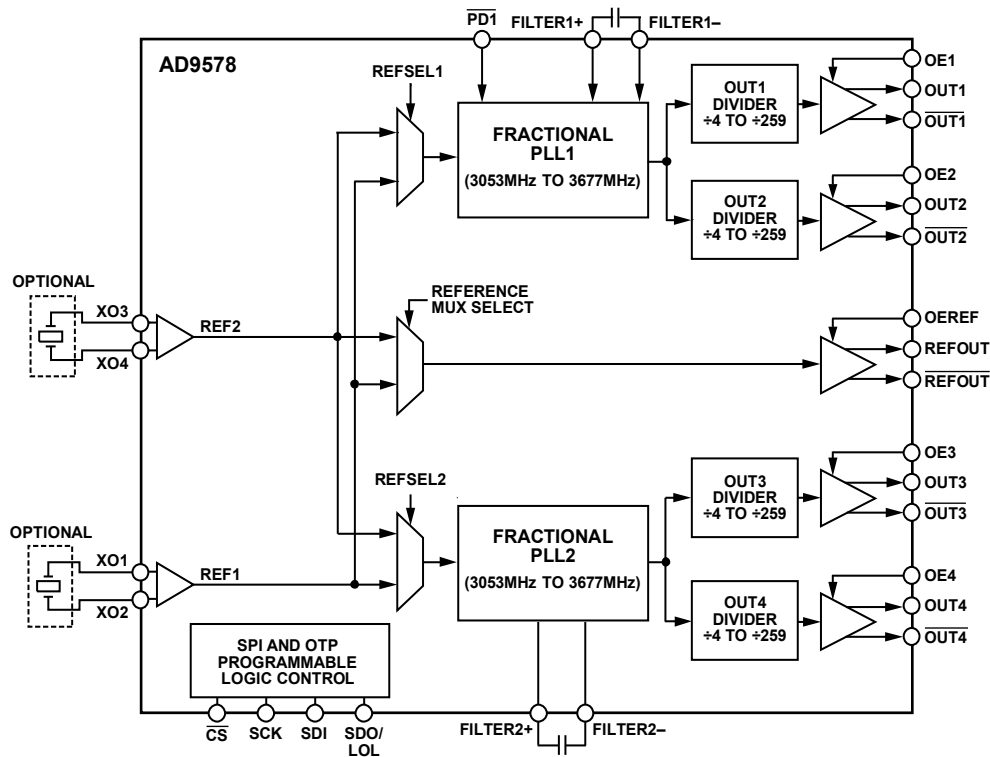 PD1
FILTER1+
FILTER1–
AD9578
REFSEL1
FRACTIONAL
PLL1
(3053MHz TO 3677MHz)
OUT1
DIVIDER
÷4 TO ÷259
OE1
OUT1
OUT1
OUT2
DIVIDER
÷4 TO ÷259
OE2
OUT2
OUT2
OPTIONAL
XO3
XO4
REF2
REFERENCE
MUX SELECT
OEREF
REFOUT
REFOUT
REFSEL2
FRACTIONAL
PLL2
(3053MHz TO 3677MHz)
OUT3
DIVIDER
÷4 TO ÷259
OE3
OUT3
OUT3
OPTIONAL
XO1
XO2
REF1
OUT4
DIVIDER
÷4 TO ÷259
OE4
OUT4
OUT4
SPI AND OTP
PROGRAMMABLE
LOGIC CONTROL
CS
SCK
SDI
SDO/
LOL
FILTER2+
FILTER2–